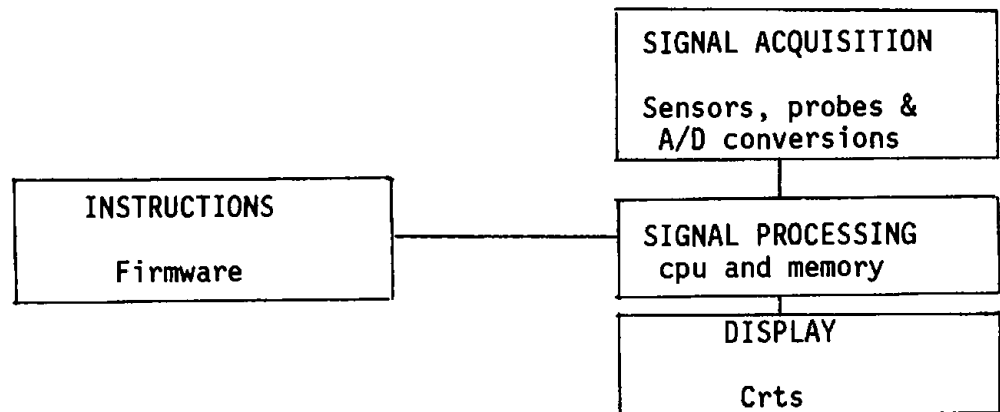 SIGNAL ACQUISITION
Sensors, probes &
A/D conversions
INSTRUCTIONS
Firmware
SIGNAL PROCESSING
cpu and memory
DISPLAY
Crts